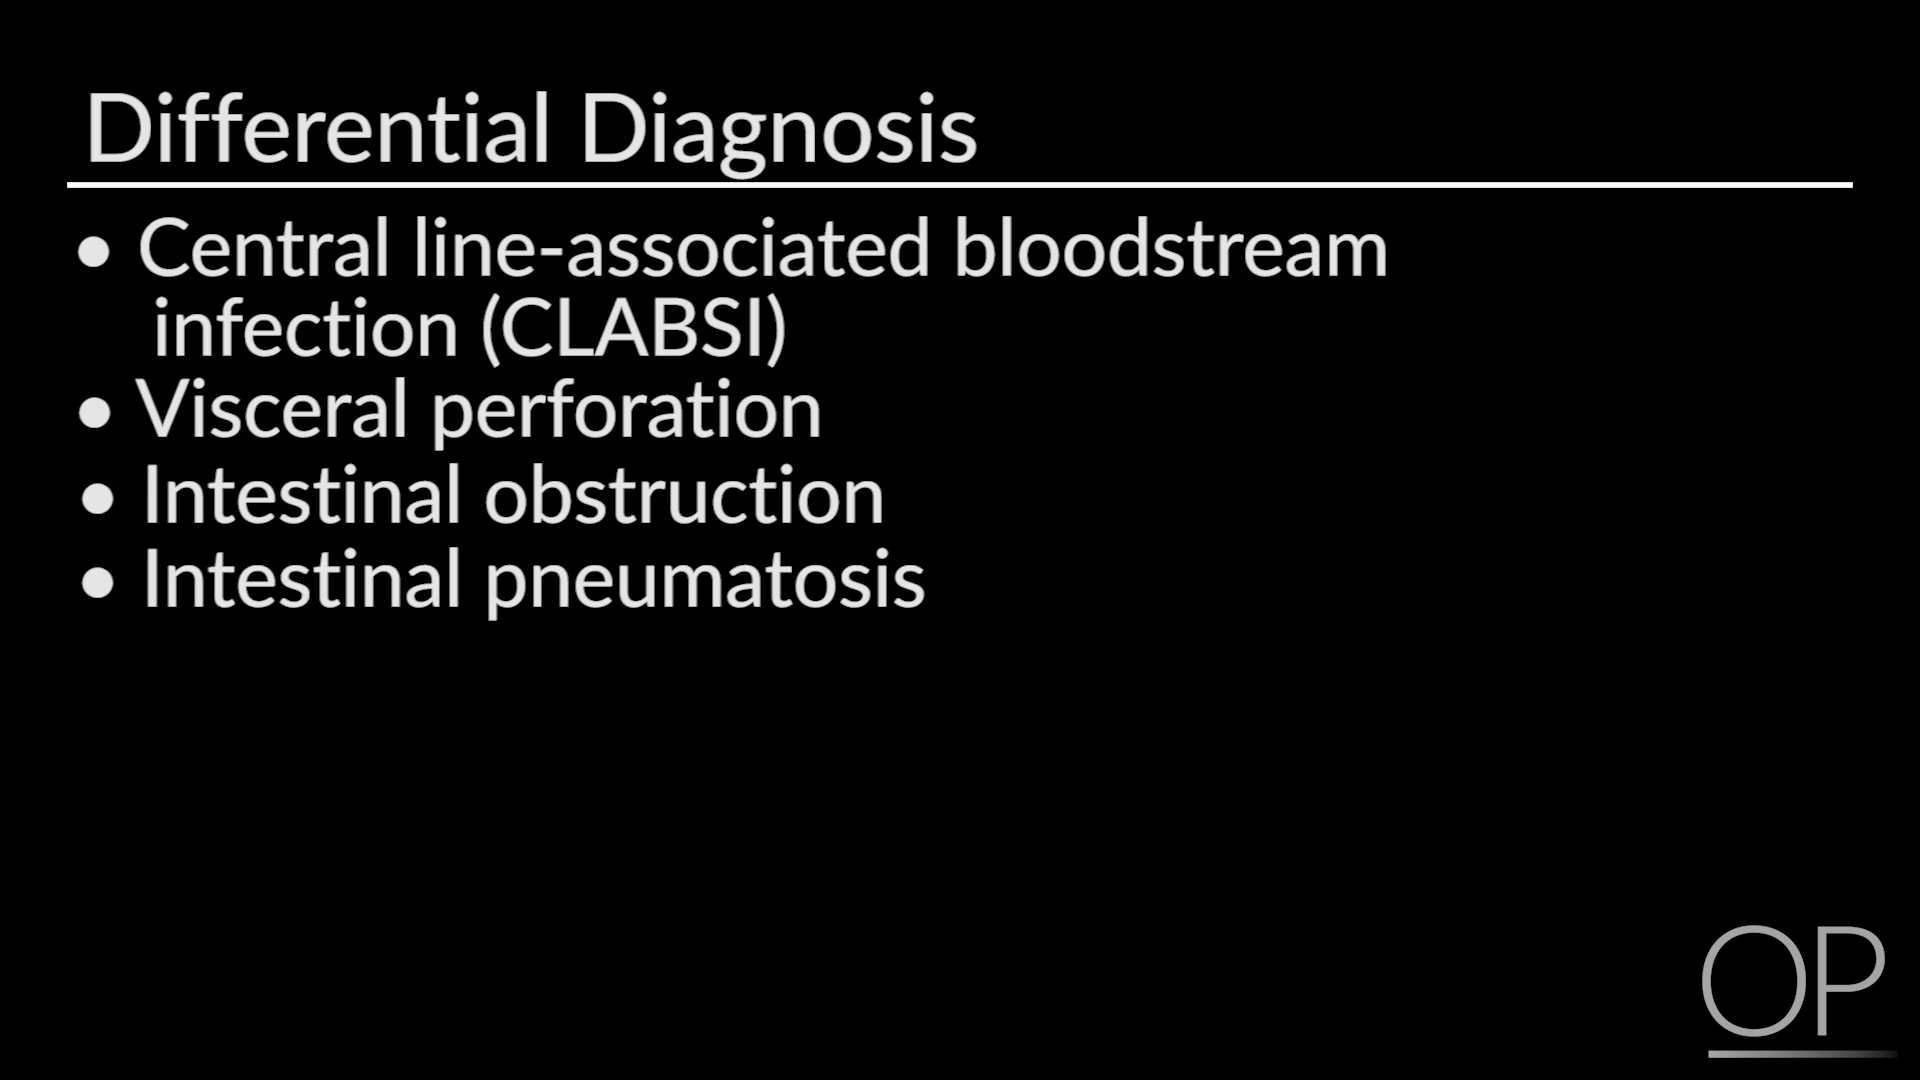 Differential Diagnosis
• Central line-associated bloodstream
infection (CLABSI)
• Visceral perforation
• Intestinal obstruction
• Intestinal pneumatosis
OP